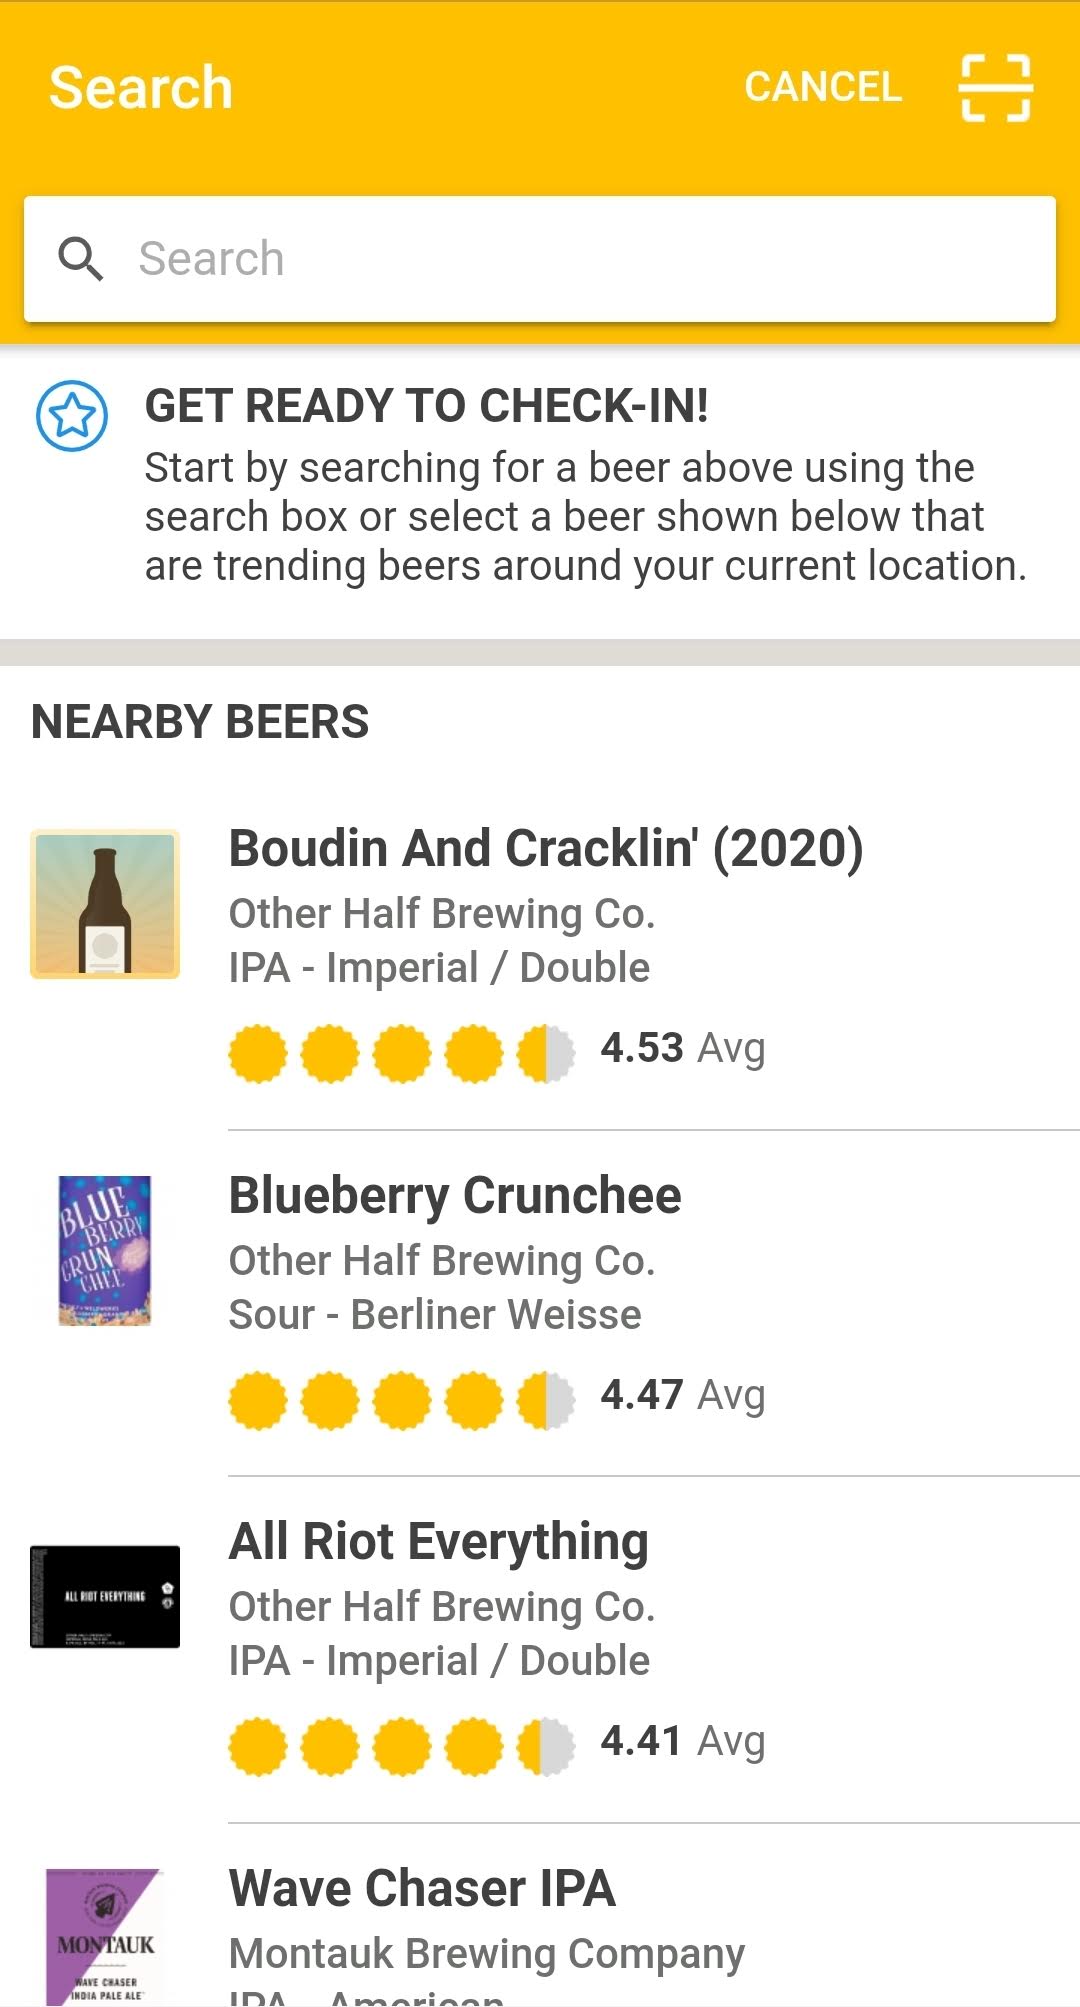 Search
CANCEL
Search
GET READY TO CHECK-IN!
Start by searching for a beer above using the
search box or select a beer shown below that
are trending beers around your current location.
NEARBY BEERS
Boudin And Cracklin' (2020)
Other Half Brewing Co.
IPA - Imperial / Double
4.53 Avg
BLUE
BERRY
CRUN
CHEE
Blueberry Crunchee
Other Half Brewing Co.
Sour - Berliner Weisse
4.47 Avg
ALL RIOT EVERYTHING
All Riot Everything
Other Half Brewing Co.
IPA - Imperial / Double
4.41 Avg
MONTAUK
WAVE CHASER
INDIA PALE ALE
Wave Chaser IPA
Montauk Brewing Company
IPA - American